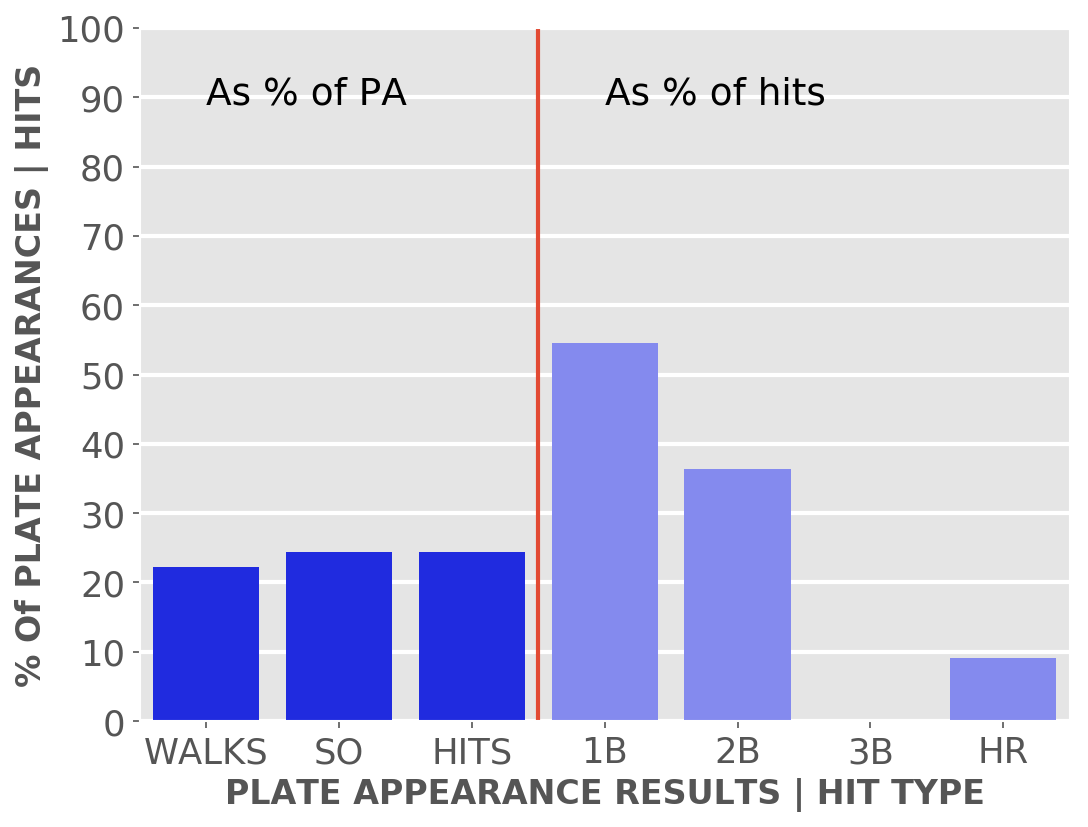 % Of PLATE APPEARANCES | HITS
100
90
80
70
60
50
40
30
20
10
0
As % of PA
As % of hits
WALKS SO HITS 1B 2B 3B HR
PLATE APPEARANCE RESULTS | HIT TYPE